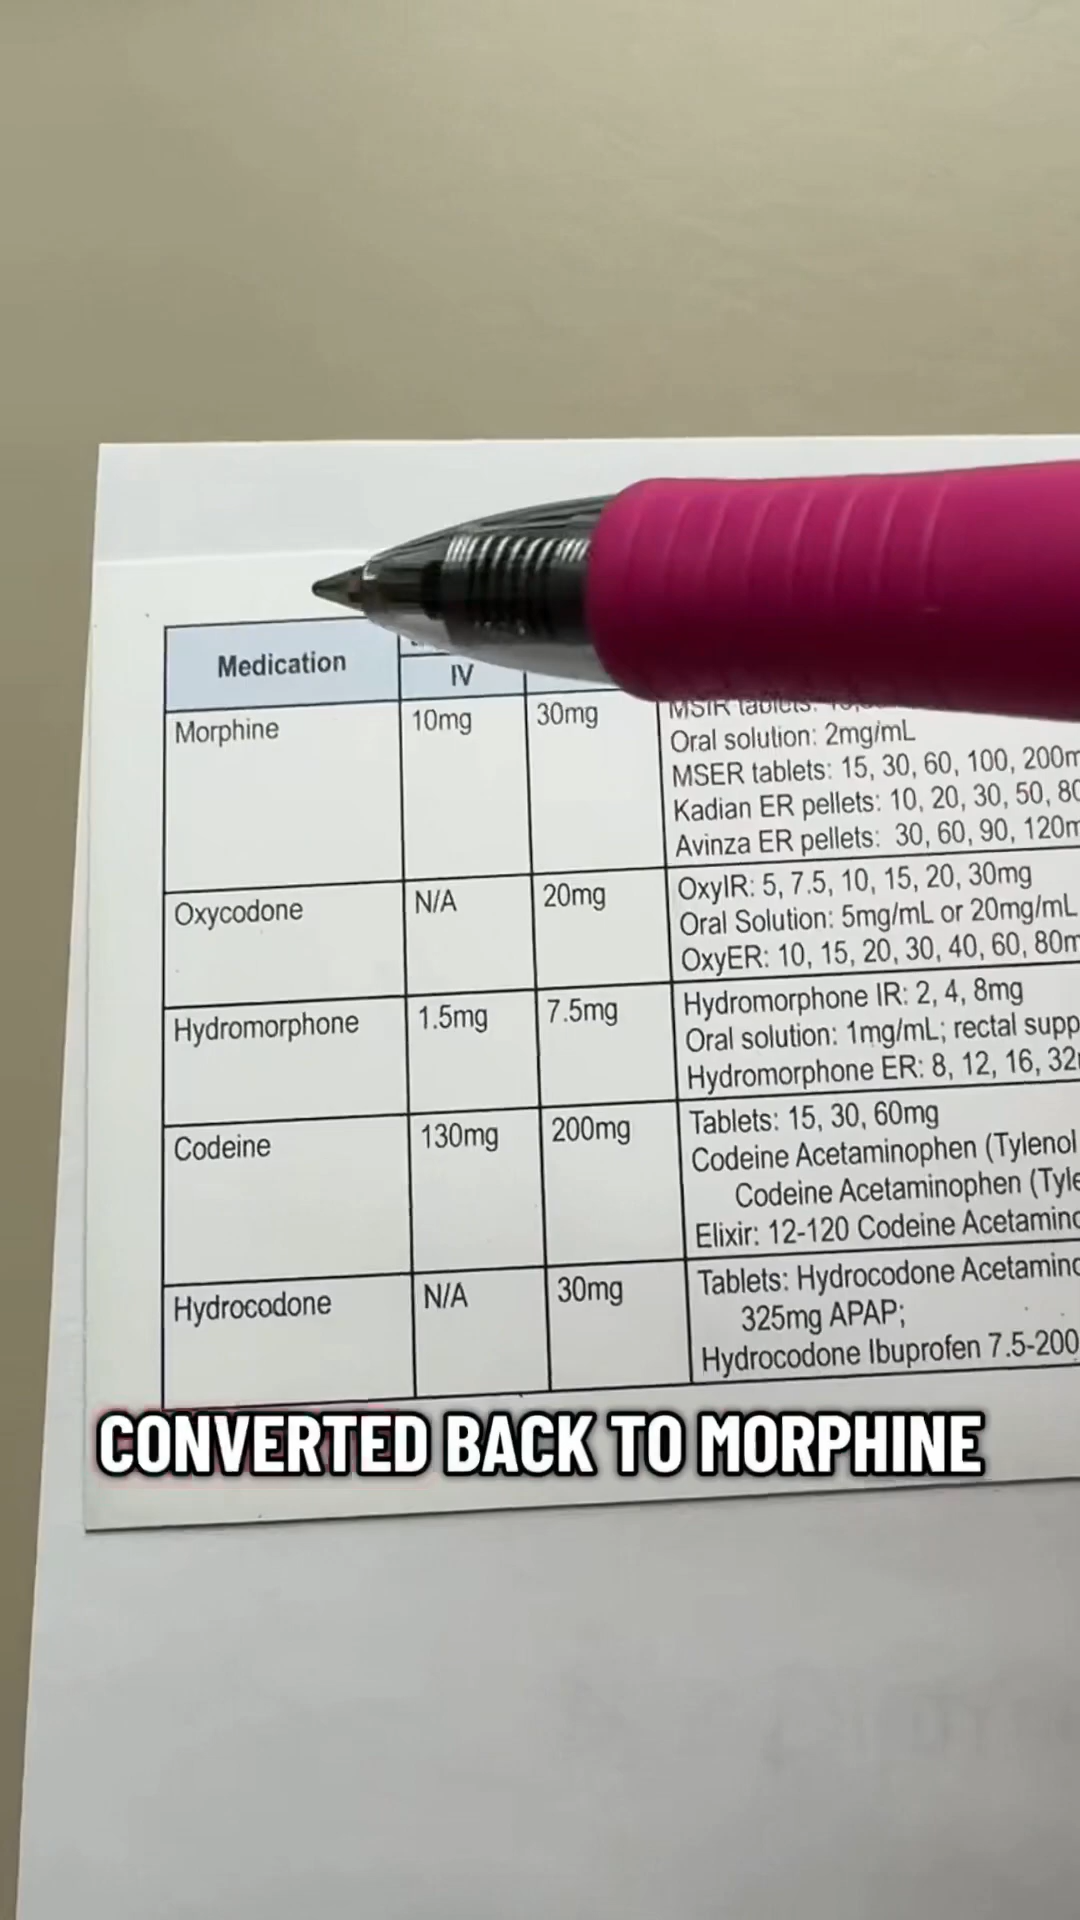 Medication
IV
Morphine
10mg
30mg
MSIR tablets:
Oral solution: 2mg/mL
MSER tablets: 15, 30, 60, 100, 200m
Kadian ER pellets: 10, 20, 30, 50, 80
Avinza ER pellets: 30, 60, 90, 120m
Oxycodone
N/A
20mg
OxyIR: 5, 7.5, 10, 15, 20, 30mg
Oral Solution: 5mg/mL or 20mg/mL
OxyER: 10, 15, 20, 30, 40, 60, 80m
Hydromorphone
1.5mg
7.5mg
Hydromorphone IR: 2, 4, 8mg
Oral solution: 1mg/mL; rectal supp
Hydromorphone ER: 8, 12, 16, 32
Codeine
130mg
200mg
Tablets: 15, 30, 60mg
Codeine Acetaminophen (Tylenol
Codeine Acetaminophen (Tyle
Elixir: 12-120 Codeine Acetamino
Hydrocodone
N/A
30mg
Tablets: Hydrocodone Acetamino
325mg APAP;
Hydrocodone Ibuprofen 7.5-200
CONVERTED BACK TO MORPHINE